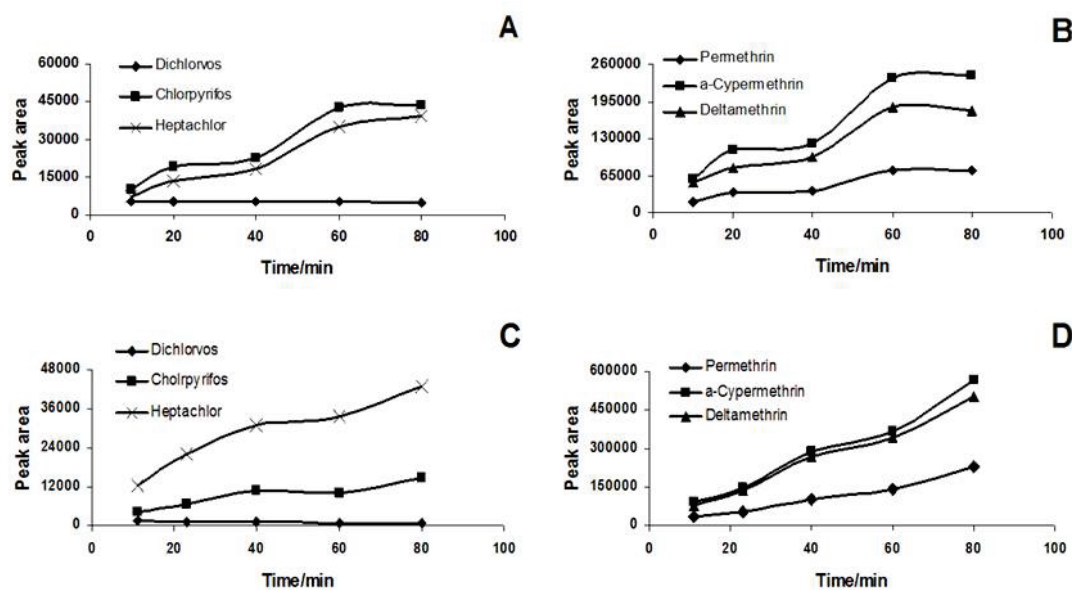 A
60000
45000
30000
15000
0
Peak area
Dichlorvos
Chlorpyrifos
Heptachlor
0 20 40 60 80 100
Time/min
B
260000
195000
130000
65000
0
Peak area
Permethrin
a-Cypermethrin
Deltamethrin
0 20 40 60 80 100
Time/min
C
48000
36000
24000
12000
0
Peak area
Dichlorvos
Cholrpyrifos
Heptachlor
0 20 40 60 80 100
Time/min
D
600000
450000
300000
150000
0
Peak area
Permethrin
a-Cypermethrin
Deltamethrin
0 20 40 60 80 100
Time/min